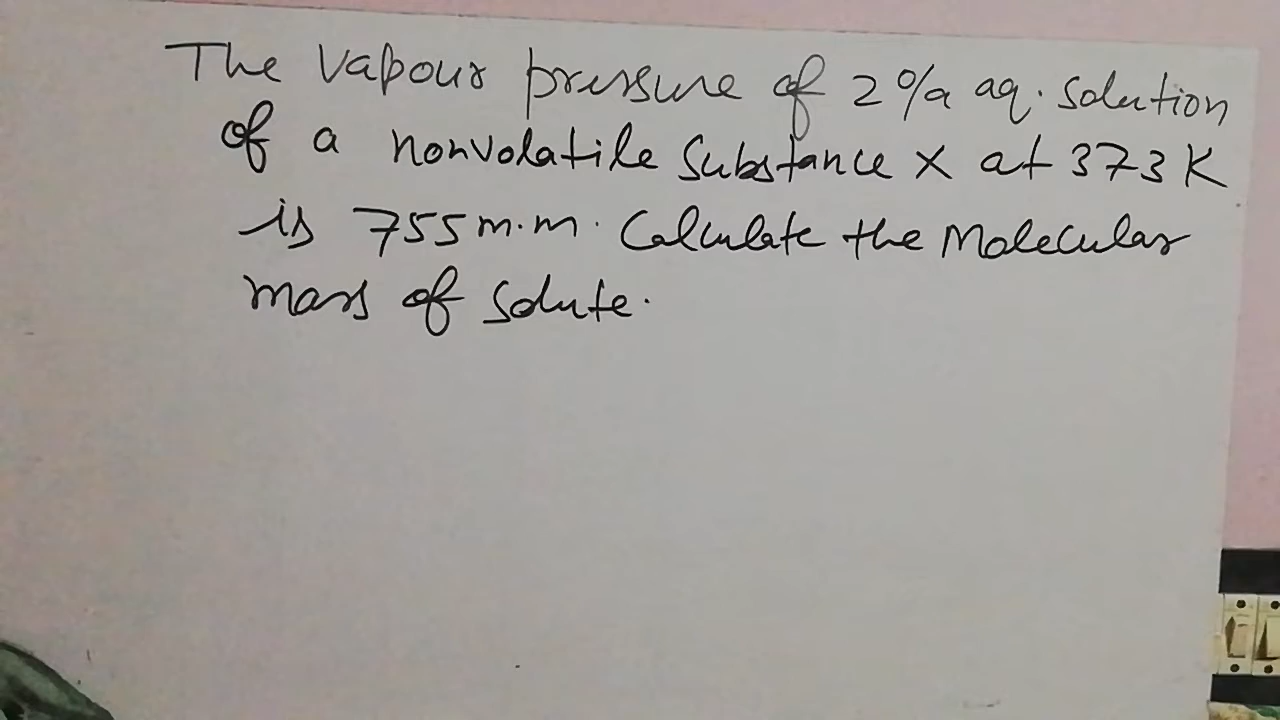 The Vapour pressure of 2% aq. solution
of a nonvolatile substance X at 373 K
is 755 m.m. Calculate the Molecular
mass of solute.